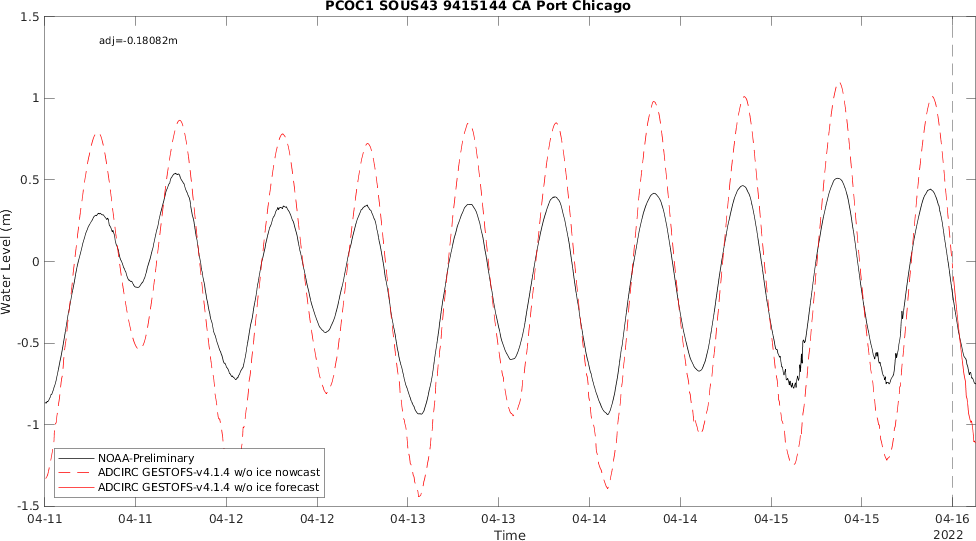 PCOC1 SOUS43 9415144 CA Port Chicago
adj=-0.18082m
1.5
1
0.5
0
-0.5
-1
-1.5
Water Level (m)
NOAA-Preliminary
ADCIRC GESTOFS-v4.1.4 w/o ice nowcast
ADCIRC GESTOFS-v4.1.4 w/o ice forecast
04-11 04-11 04-12 04-12 04-13 04-13 04-14 04-14 04-15 04-15 04-16
Time
2022